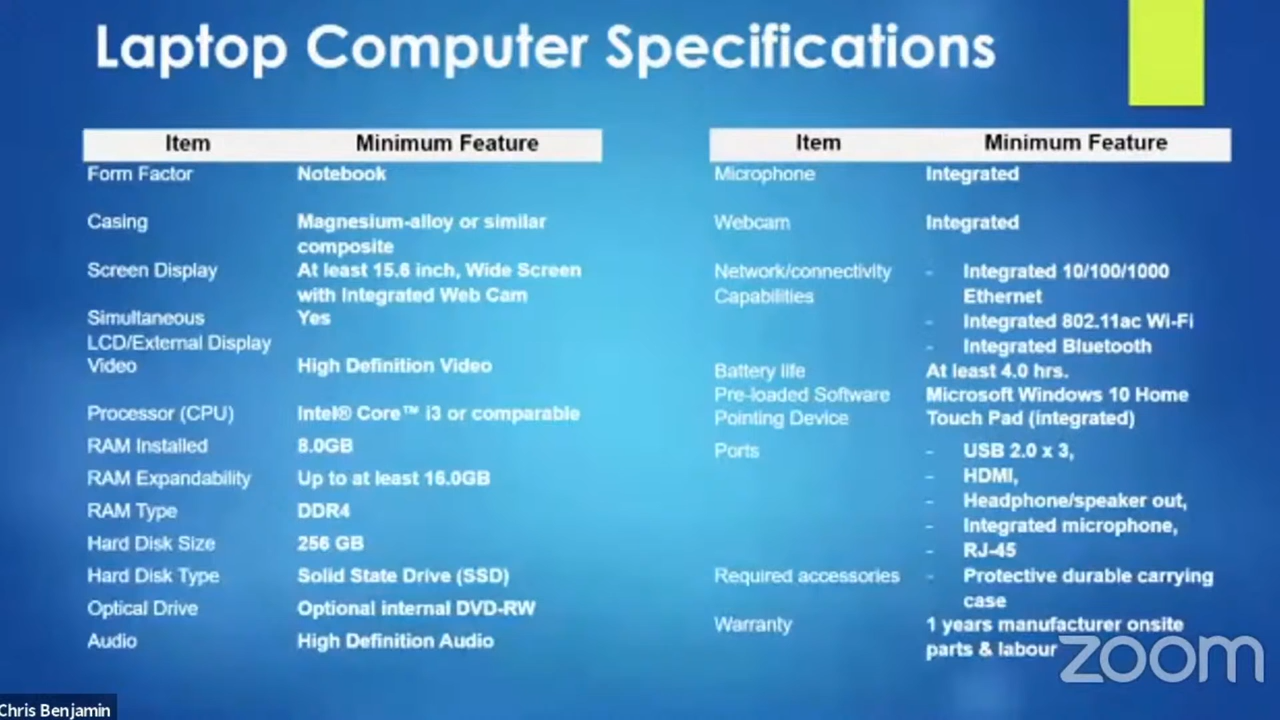 Laptop Computer Specifications
Item Minimum Feature
Form Factor Notebook
Casing Magnesium-alloy or similar
composite
Screen Display At least 15.6 inch, Wide Screen
with Integrated Web Cam
Simultaneous Yes
LCD/External Display
Video High Definition Video
Processor (CPU) Intel® Core™ i3 or comparable
RAM Installed 8.0GB
RAM Expandability Up to at least 16.0GB
RAM Type DDR4
Hard Disk Size 256 GB
Hard Disk Type Solid State Drive (SSD)
Optical Drive Optional internal DVD-RW
Audio High Definition Audio
Item Minimum Feature
Microphone Integrated
Webcam Integrated
Network/connectivity - Integrated 10/100/1000
Capabilities Ethernet
- Integrated 802.11ac Wi-Fi
- Integrated Bluetooth
Battery life At least 4.0 hrs.
Pre-loaded Software Microsoft Windows 10 Home
Pointing Device Touch Pad (integrated)
Ports - USB 2.0 x 3,
- HDMI,
- Headphone/speaker out,
- Integrated microphone,
- RJ-45
Required accessories - Protective durable carrying
case
Warranty 1 years manufacturer onsite
parts & labour
zoom
Chris Benjamin